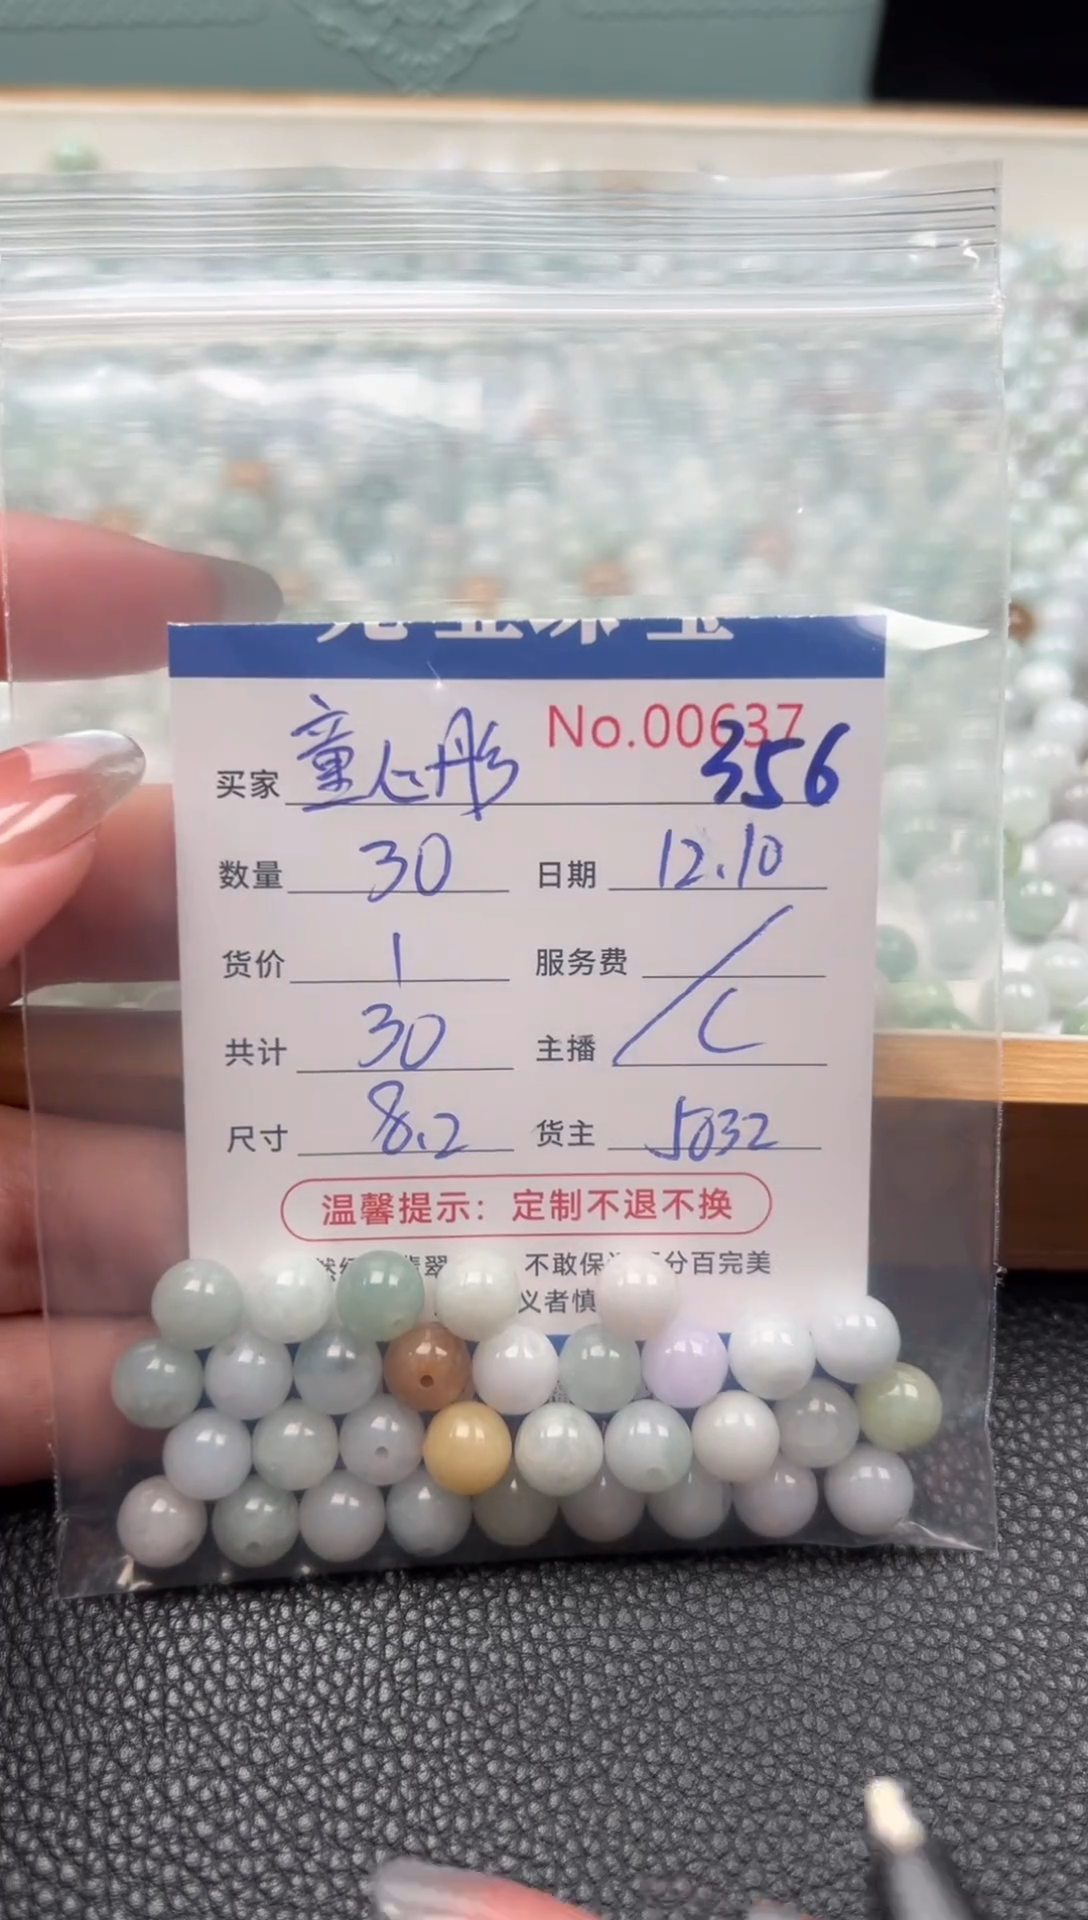 No.00637
买家 童心彤 356
数量 30 日期 12.10
货价 1 服务费 /
共计 30 主播 C
尺寸 8.2 货主 5032
温馨提示：定制不退不换
翡翠 不敢保 分百完美
义者慎